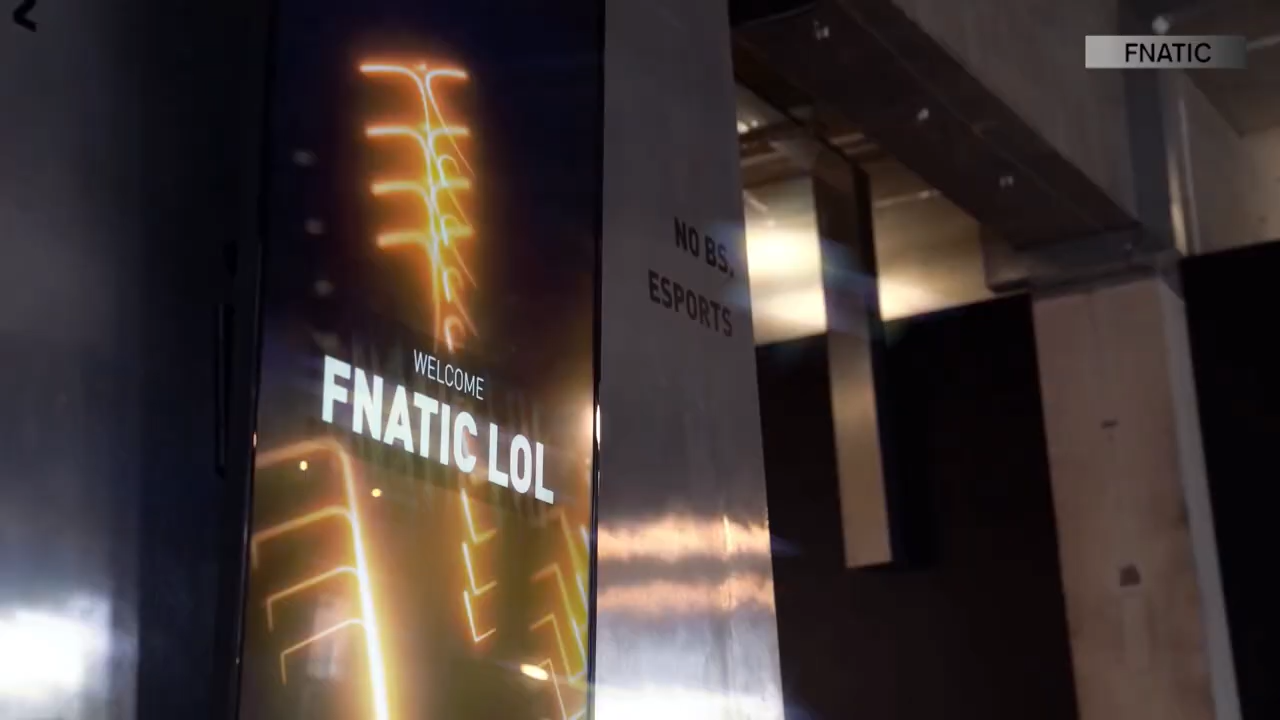 FNATIC
NO BS.
ESPORTS
WELCOME
FNATIC LOL